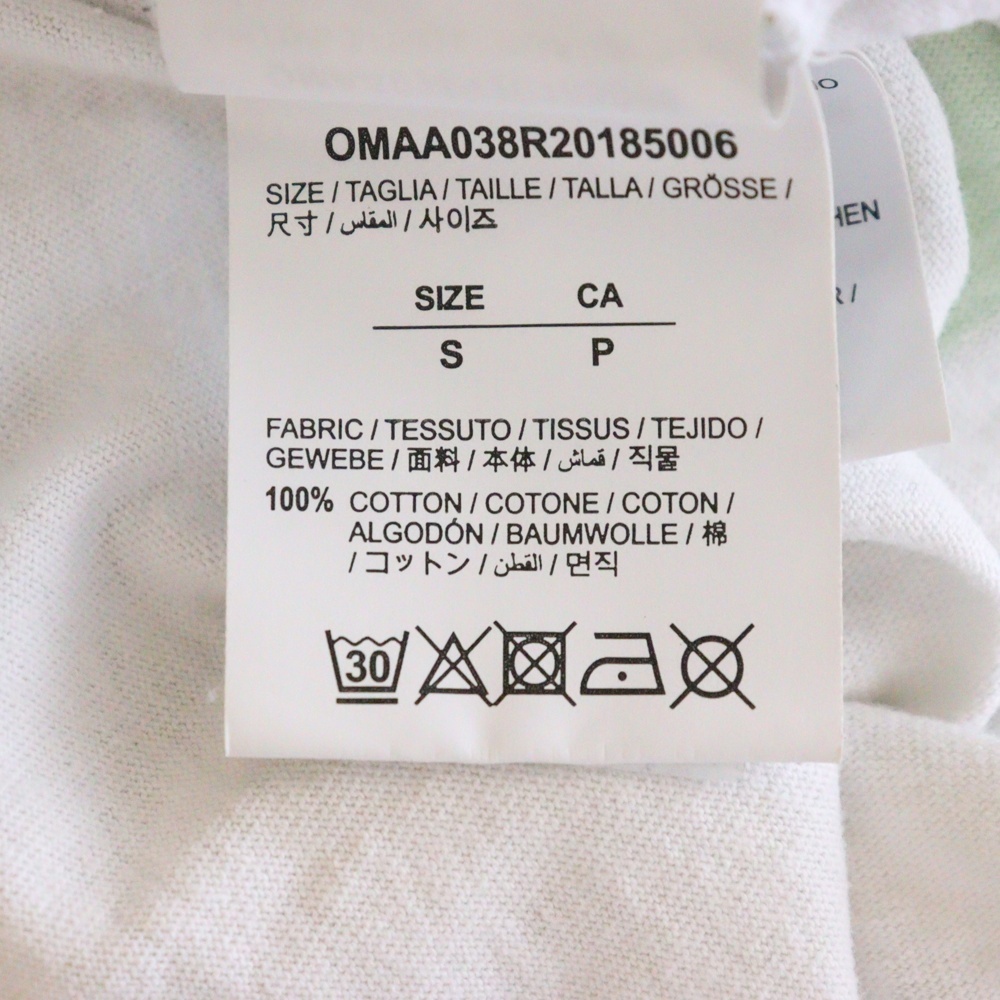 OMAA038R20185006
SIZE / TAGLIA / TAILLE / TALLA / GRÖSSE /
尺寸 / المقاس / 사이즈
SIZE CA
S P
FABRIC / TESSUTO / TISSUS / TEJIDO /
GEWEBE / 面料 / 本体 / قماش / 직물
100% COTTON / COTONE / COTON /
ALGODÓN / BAUMWOLLE / 棉
/ コットン / القطن / 면직
30